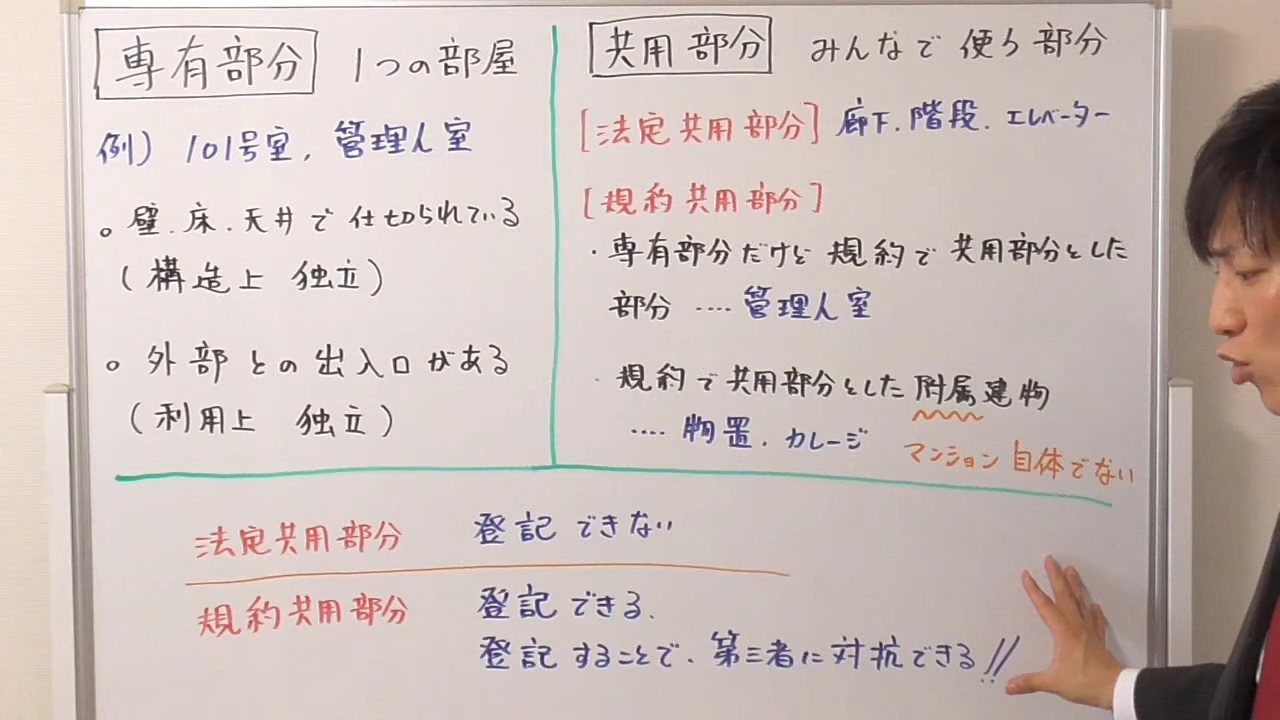 専有部分 1つの部屋
例) 101号室, 管理人室
。壁.床.天井で仕切られている
(構造上 独立)
。外部との出入口がある
(利用上 独立)
共用部分 みんなで使う部分
[法定共用部分] 廊下.階段.エレベーター
[規約共用部分]
・専有部分だけど規約で共用部分とした
部分 ....管理人室
・規約で共用部分とした附属建物
....物置.ガレージ マンション自体でない
法定共用部分 登記できない
規約共用部分 登記できる.
登記することで、第三者に対抗できる!!